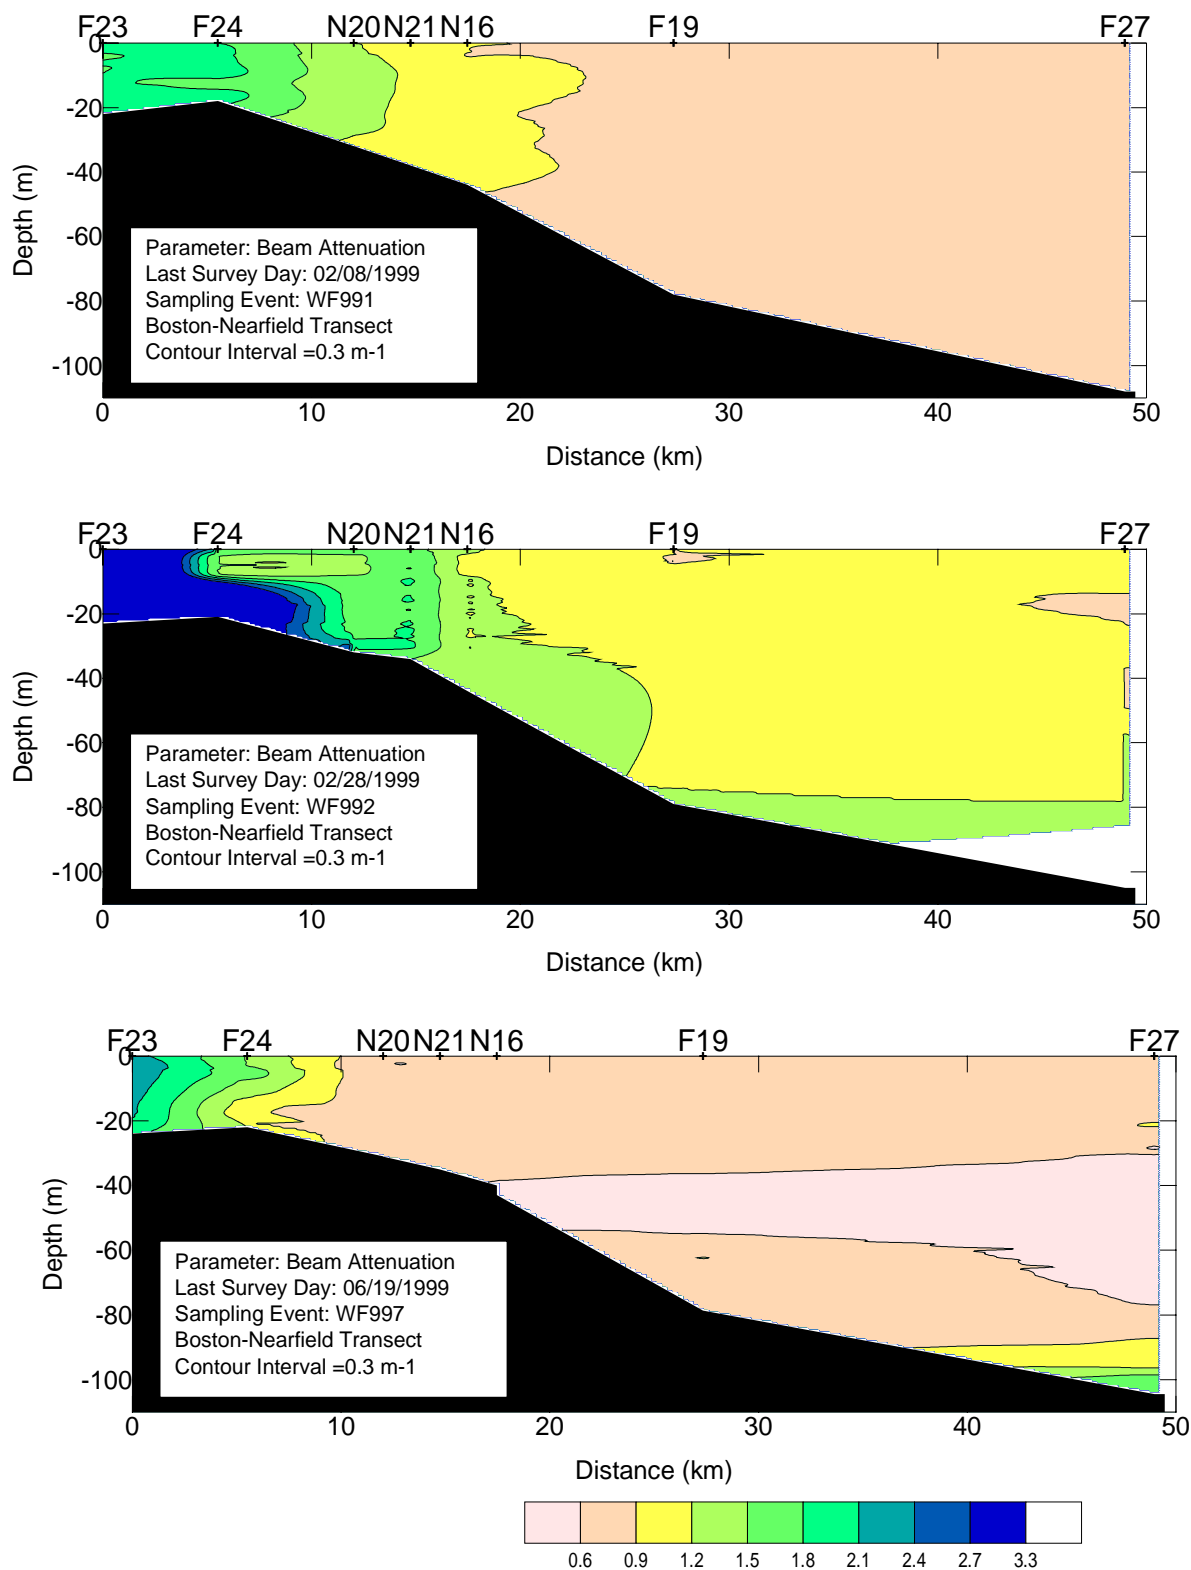 F23 F24 N20 N21 N16 F19 F27
0
-20
-40
-60
-80
-100
Depth (m)
Parameter: Beam Attenuation
Last Survey Day: 02/08/1999
Sampling Event: WF991
Boston-Nearfield Transect
Contour Interval =0.3 m-1
0 10 20 30 40 50
Distance (km)
F23 F24 N20 N21 N16 F19 F27
0
-20
-40
-60
-80
-100
Depth (m)
Parameter: Beam Attenuation
Last Survey Day: 02/28/1999
Sampling Event: WF992
Boston-Nearfield Transect
Contour Interval =0.3 m-1
0 10 20 30 40 50
Distance (km)
F23 F24 N20 N21 N16 F19 F27
0
-20
-40
-60
-80
-100
Depth (m)
Parameter: Beam Attenuation
Last Survey Day: 06/19/1999
Sampling Event: WF997
Boston-Nearfield Transect
Contour Interval =0.3 m-1
0 10 20 30 40 50
Distance (km)
0.6 0.9 1.2 1.5 1.8 2.1 2.4 2.7 3.3